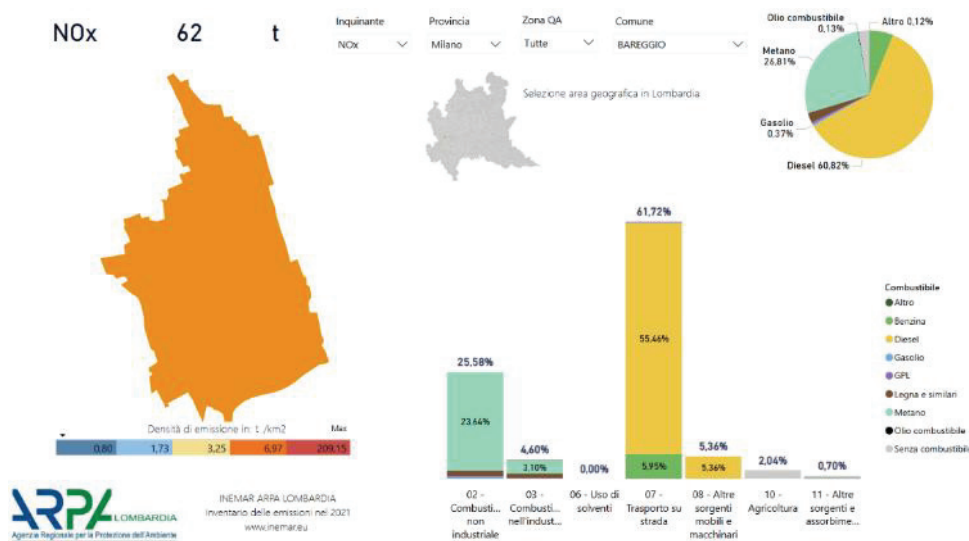 NOx 62 t
Inquinante
NOx
Provincia
Milano
Zona QA
Tutte
Comune
BAREGGIO
Selezione area geografica in Lombardia
Olio combustibile
0,13%
Altro 0,12%
Metano
26,81%
Gasolio
0,37%
Diesel 60,82%
Densità di emissione in: t /km2
Max
0,80 1,73 3,25 6,97 209,15
61,72%
55.46%
5,95%
25,58%
23.64%
4,60%
3,10%
0,00%
5,36%
5,36%
2,04%
0,70%
02 -
Combusti...
non
industriale
03 -
Combusti...
nell'indust...
06 - Uso di
solventi
07 -
Trasporto su
strada
08 - Altre
sorgenti
mobili e
macchinari
10 -
Agricoltura
11 - Altre
sorgenti e
assorbime...
Combustibile
Altro
Benzina
Diesel
Gasolio
GPL
Legna e similari
Metano
Olio combustibile
Senza combustibile
ARPA LOMBARDIA
Agenzia Regionale per la Protezione dell'Ambiente
INEMAR ARPA LOMBARDIA
Inventario delle emissioni nel 2021
www.inemar.eu